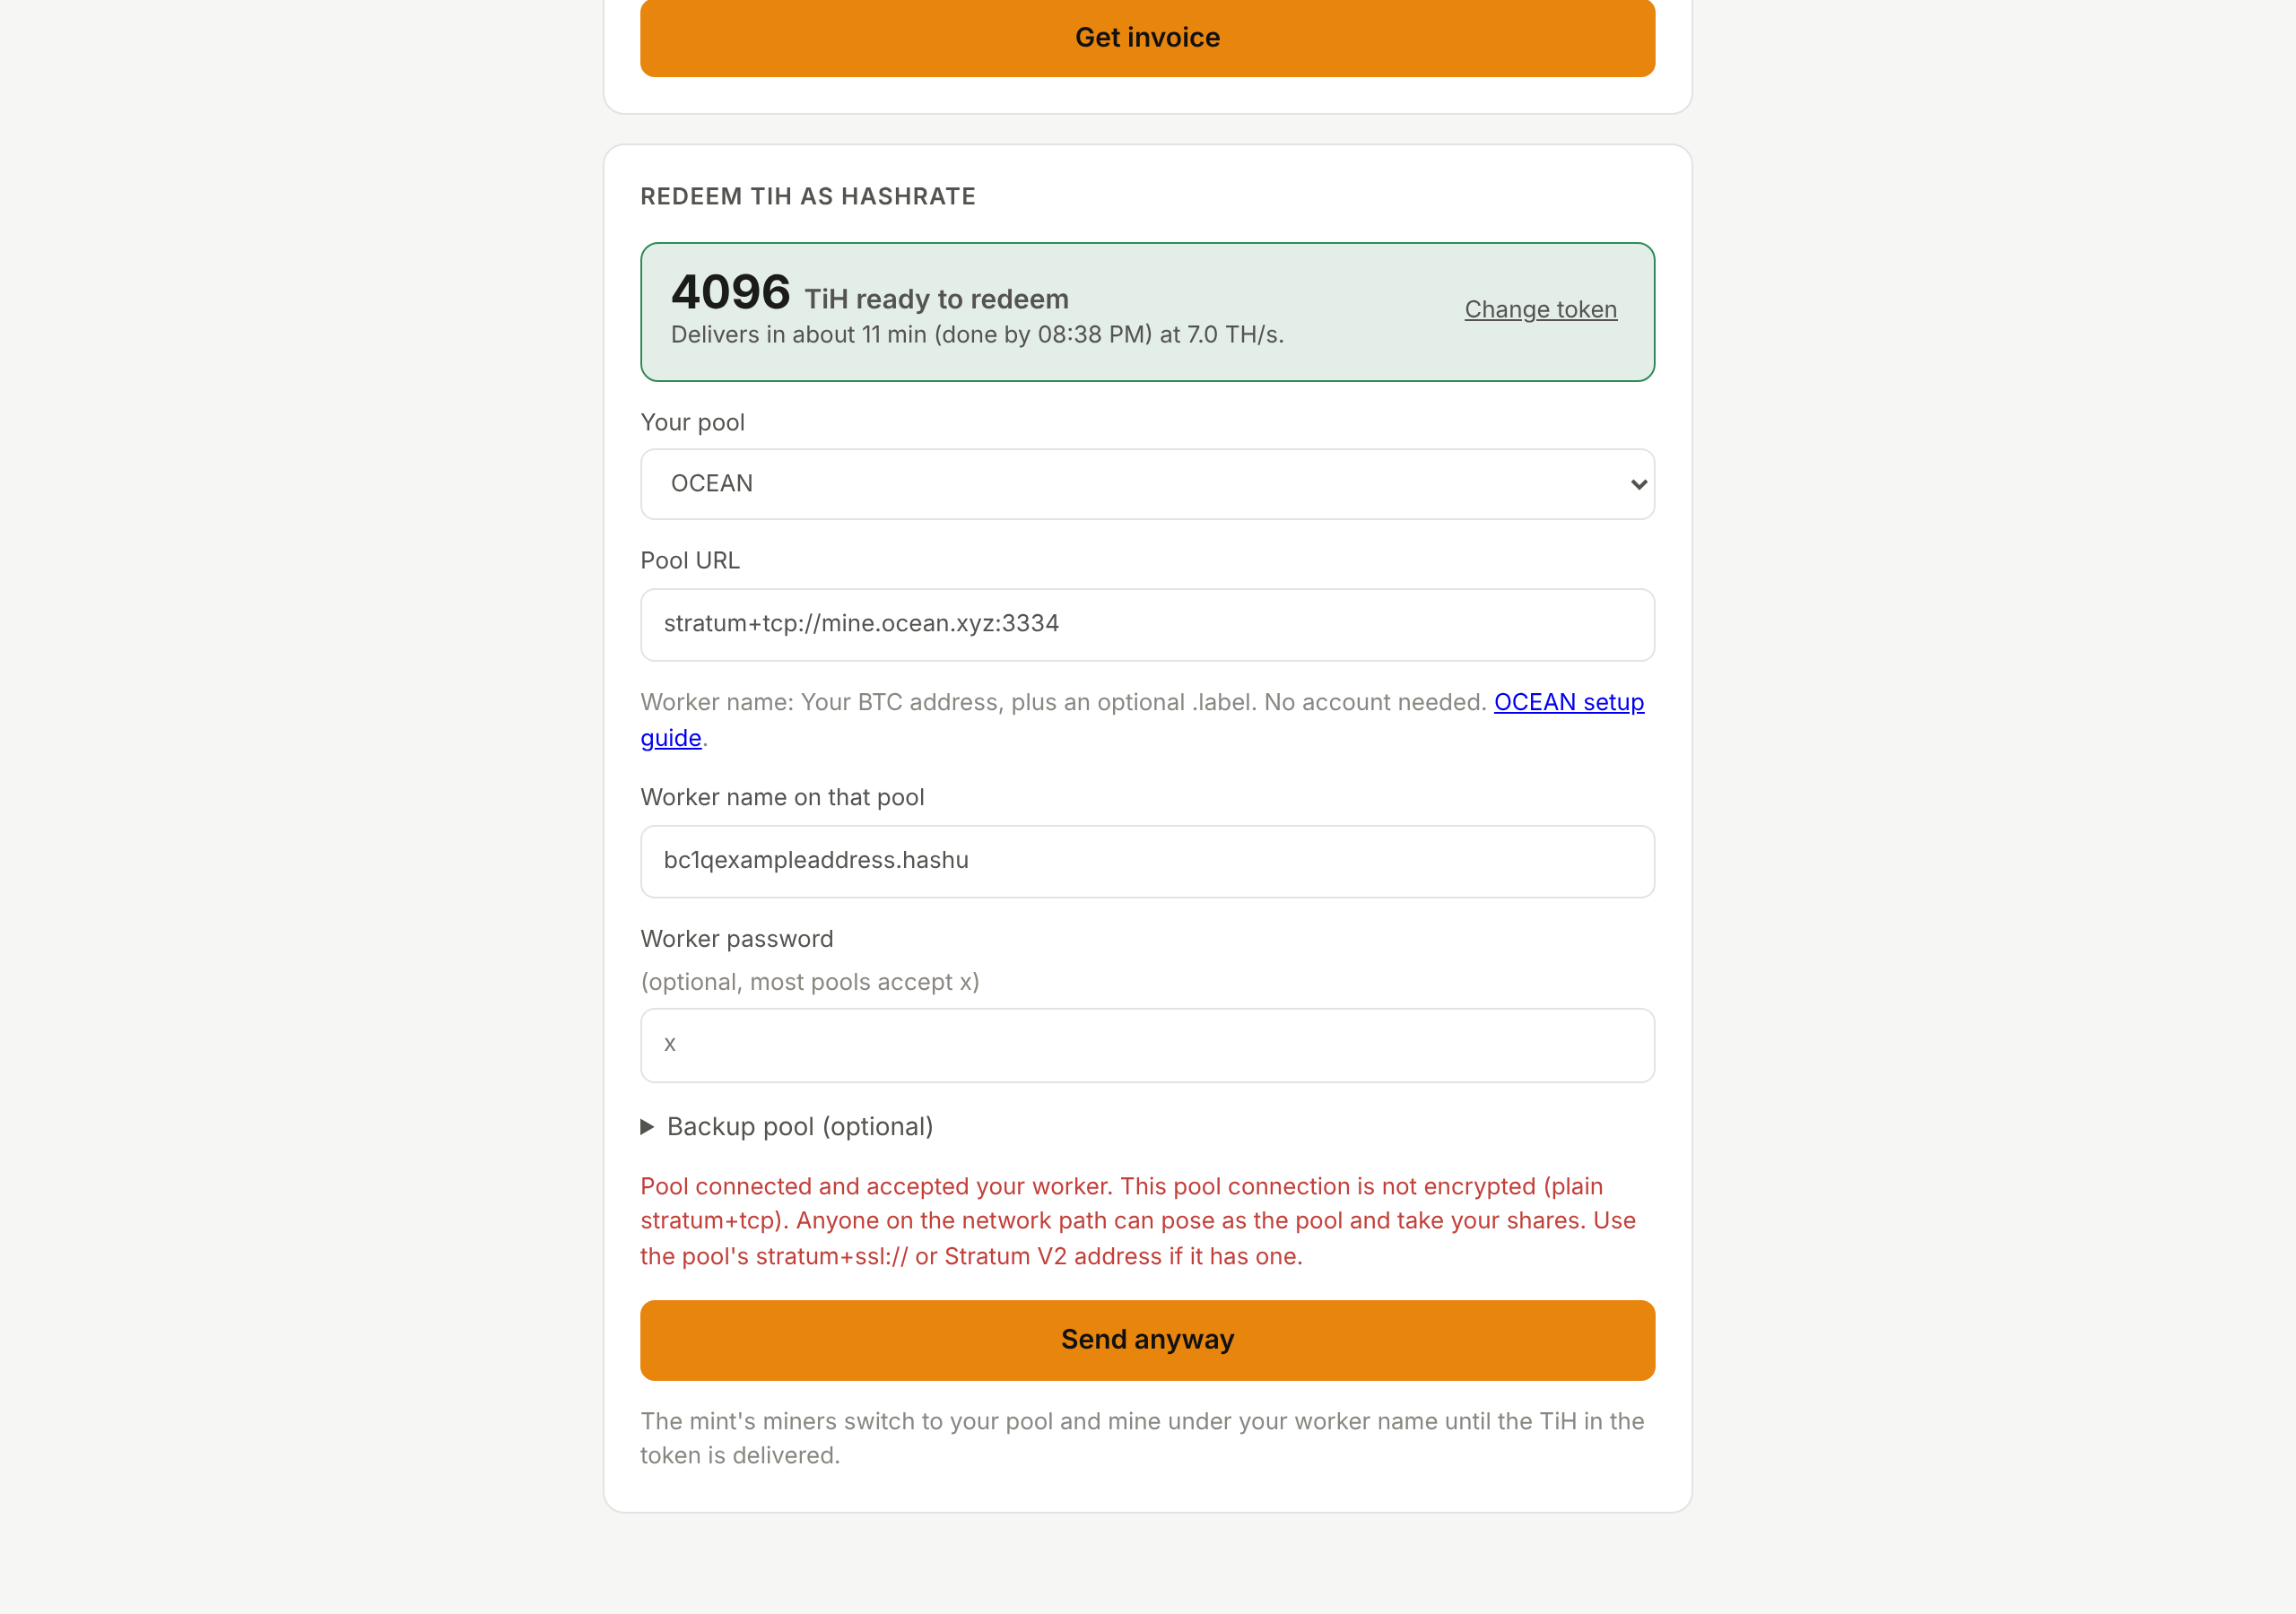 Get invoice
REDEEM TIH AS HASHRATE
4096 TiH ready to redeem
Delivers in about 11 min (done by 08:38 PM) at 7.0 TH/s.
Change token
Your pool
OCEAN
Pool URL
stratum+tcp://mine.ocean.xyz:3334
Worker name: Your BTC address, plus an optional .label. No account needed. OCEAN setup
guide.
Worker name on that pool
bc1qexampleaddress.hashu
Worker password
(optional, most pools accept x)
x
Backup pool (optional)
Pool connected and accepted your worker. This pool connection is not encrypted (plain
stratum+tcp). Anyone on the network path can pose as the pool and take your shares. Use
the pool's stratum+ssl:// or Stratum V2 address if it has one.
Send anyway
The mint's miners switch to your pool and mine under your worker name until the TiH in the
token is delivered.